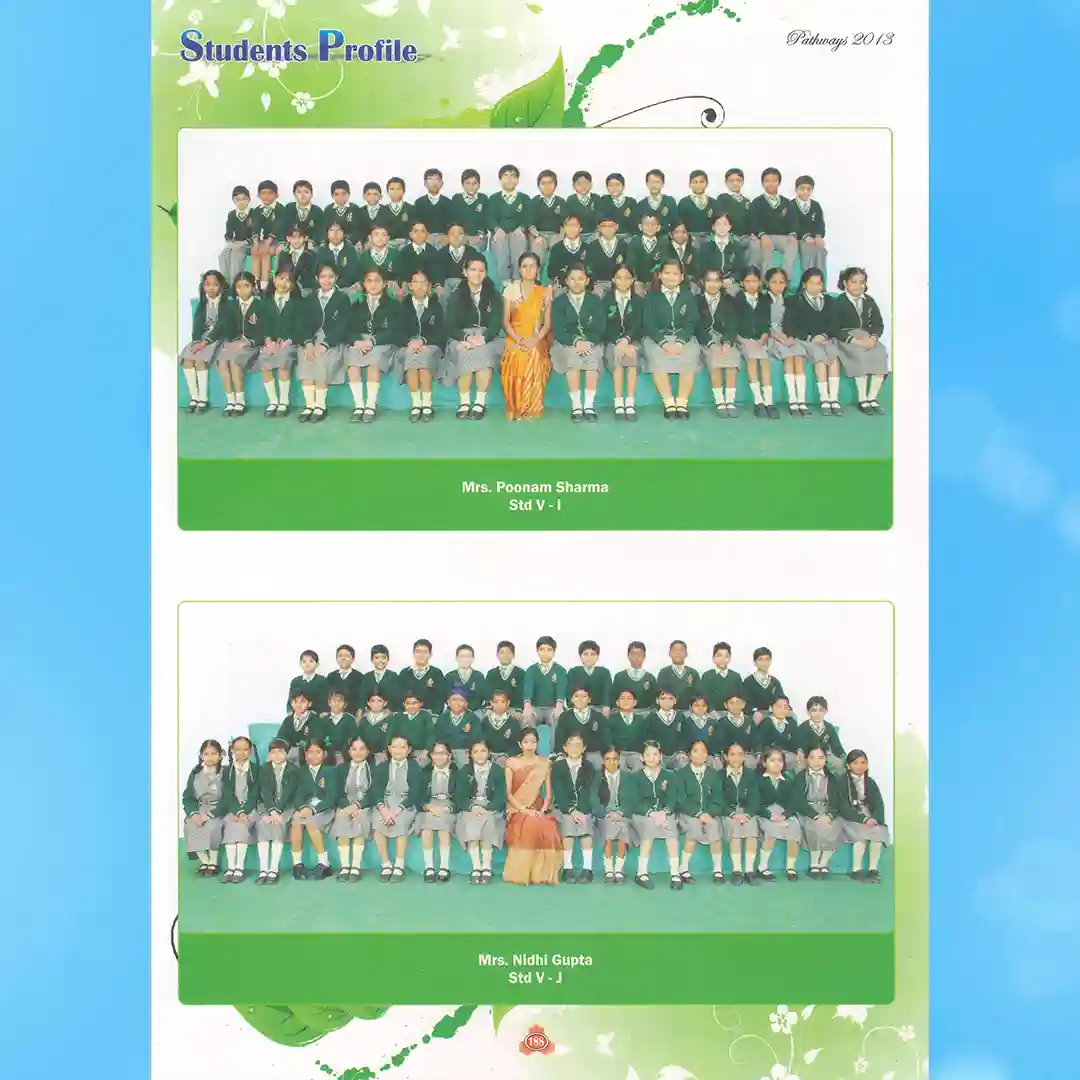 Students Profile
Pathways 2013
Mrs. Poonam Sharma
Std V - I
Mrs. Nidhi Gupta
Std V - J
188